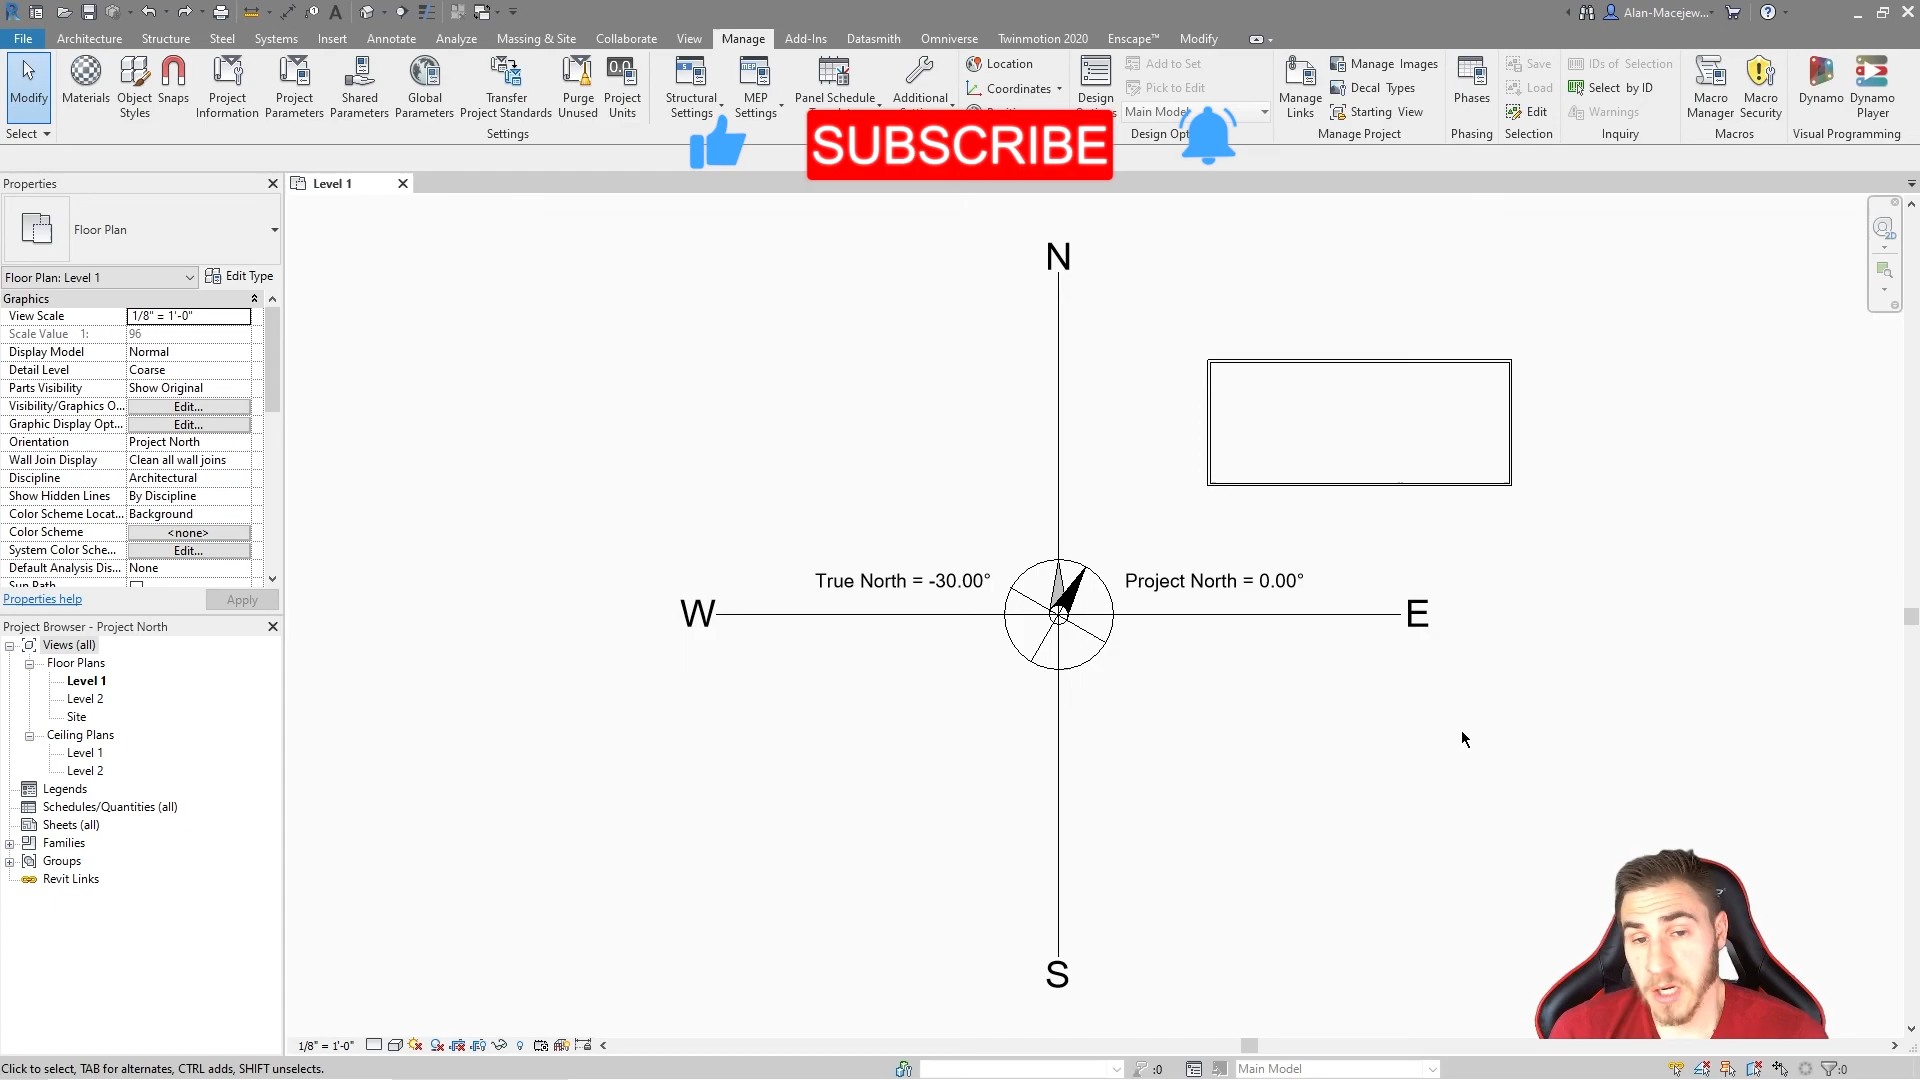 Alan-Macejew...
File Architecture Structure Steel Systems Insert Annotate Analyze Massing & Site Collaborate View Manage Add-Ins Datasmith Omniverse Twinmotion 2020 Enscape™ Modify
Modify
Select
Materials
Object Styles
Snaps
Project Information
Project Parameters
Shared Parameters
Global Parameters
Transfer Project Standards
Purge Unused
Project Units
Settings
Structural Settings
MEP Settings
Panel Schedule
Additional
Location
Coordinates
Design
Add to Set
Pick to Edit
Main Model
Design
Manage Links
Manage Images
Decal Types
Starting View
Manage Project
Phases
Phasing
Save
Load
Edit
Selection
IDs of Selection
Select by ID
Warnings
Inquiry
Macro Manager
Macro Security
Macros
Dynamo
Dynamo Player
Visual Programming
SUBSCRIBE
Properties
Level 1
Floor Plan
Floor Plan: Level 1
Edit Type
Graphics
View Scale 1/8" = 1'-0"
Scale Value 1: 96
Display Model Normal
Detail Level Coarse
Parts Visibility Show Original
Visibility/Graphics O... Edit...
Graphic Display Opt... Edit...
Orientation Project North
Wall Join Display Clean all wall joins
Discipline Architectural
Show Hidden Lines By Discipline
Color Scheme Locat... Background
Color Scheme <none>
System Color Sche... Edit...
Default Analysis Dis... None
Sun Path
Properties help
Apply
Project Browser - Project North
Views (all)
Floor Plans
Level 1
Level 2
Site
Ceiling Plans
Level 1
Level 2
Legends
Schedules/Quantities (all)
Sheets (all)
Families
Groups
Revit Links
N
True North = -30.00°
Project North = 0.00°
W
E
S
1/8" = 1'-0"
Click to select, TAB for alternates, CTRL adds, SHIFT unselects.
:0
Main Model
:0